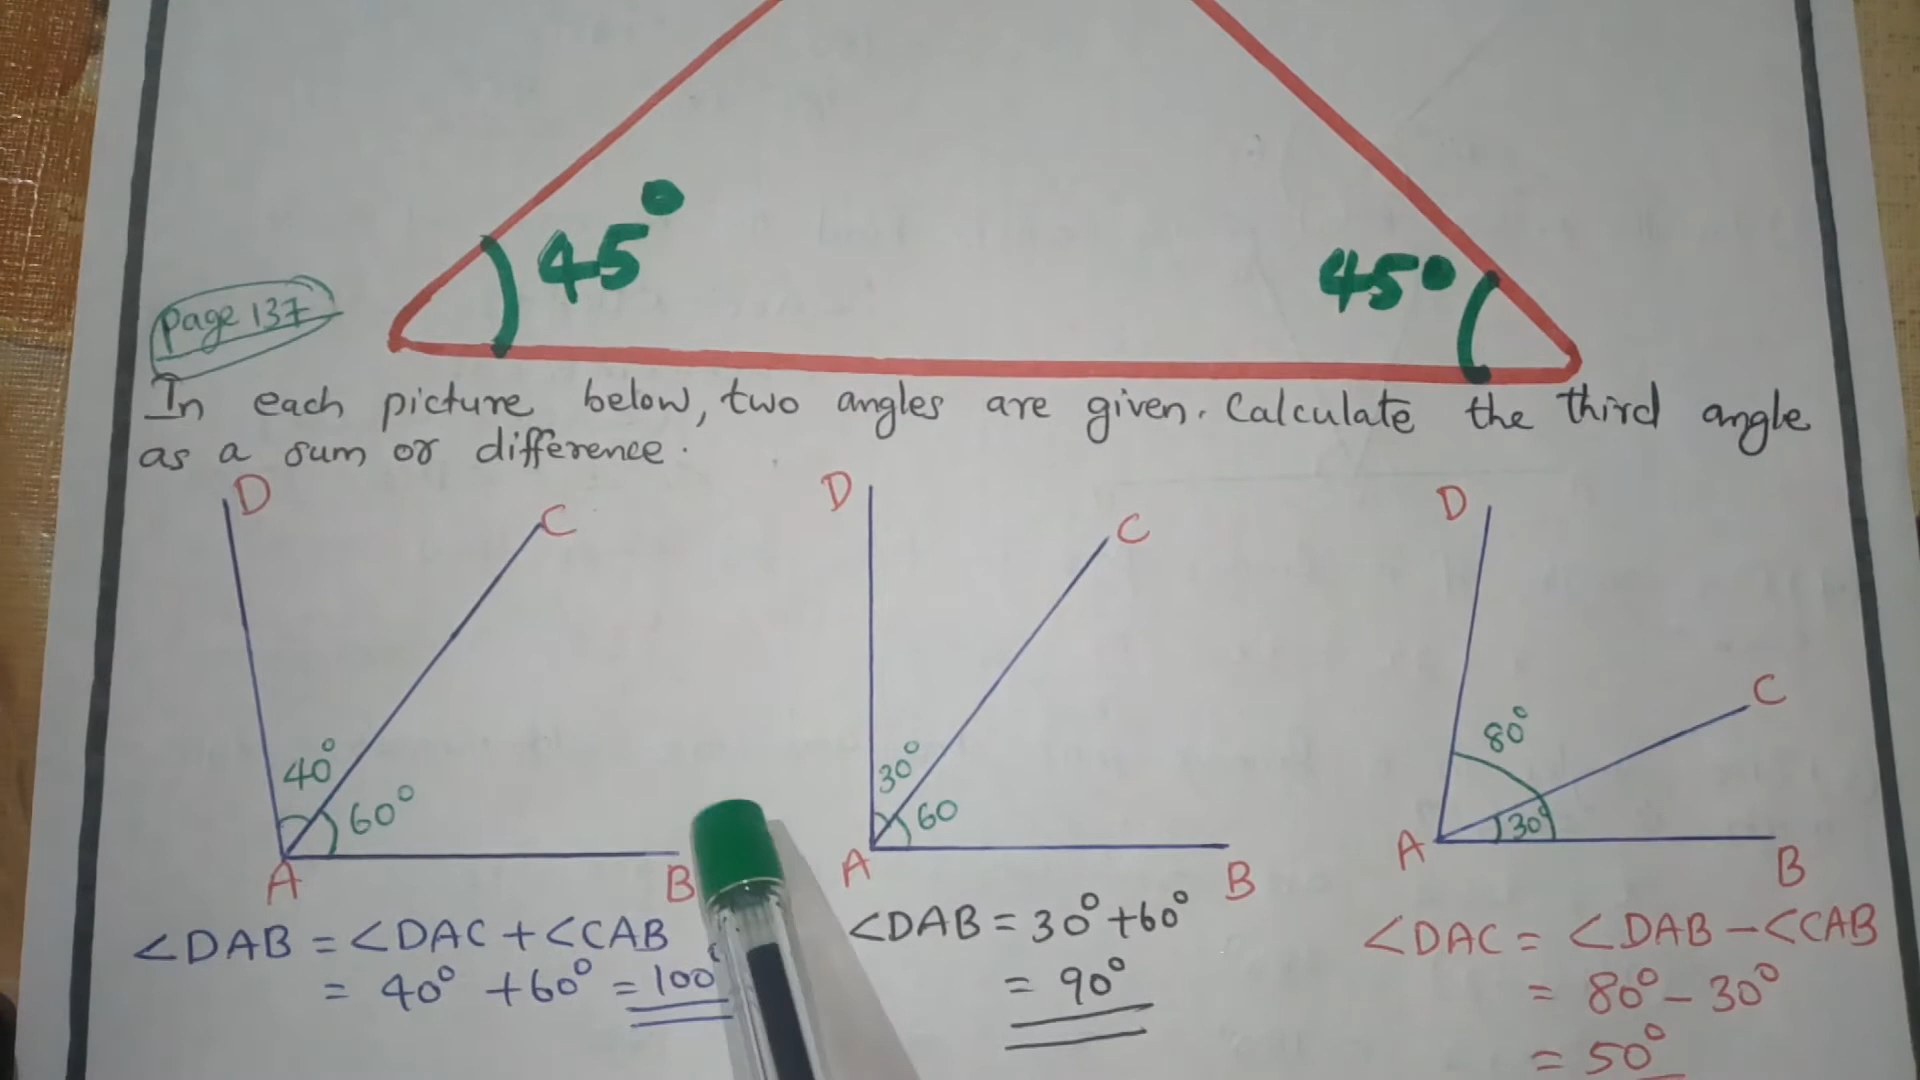 45°
45°
page 137
In each picture below, two angles are given. Calculate the third angle
as a sum or difference.
D
C
40°
60°
A
B
∠DAB = ∠DAC + ∠CAB
= 40° + 60° = 100°
D
C
30°
60
A
B
∠DAB = 30° + 60°
= 90°
D
C
80°
30°
A
B
∠DAC = ∠DAB - ∠CAB
= 80° - 30°
= 50°